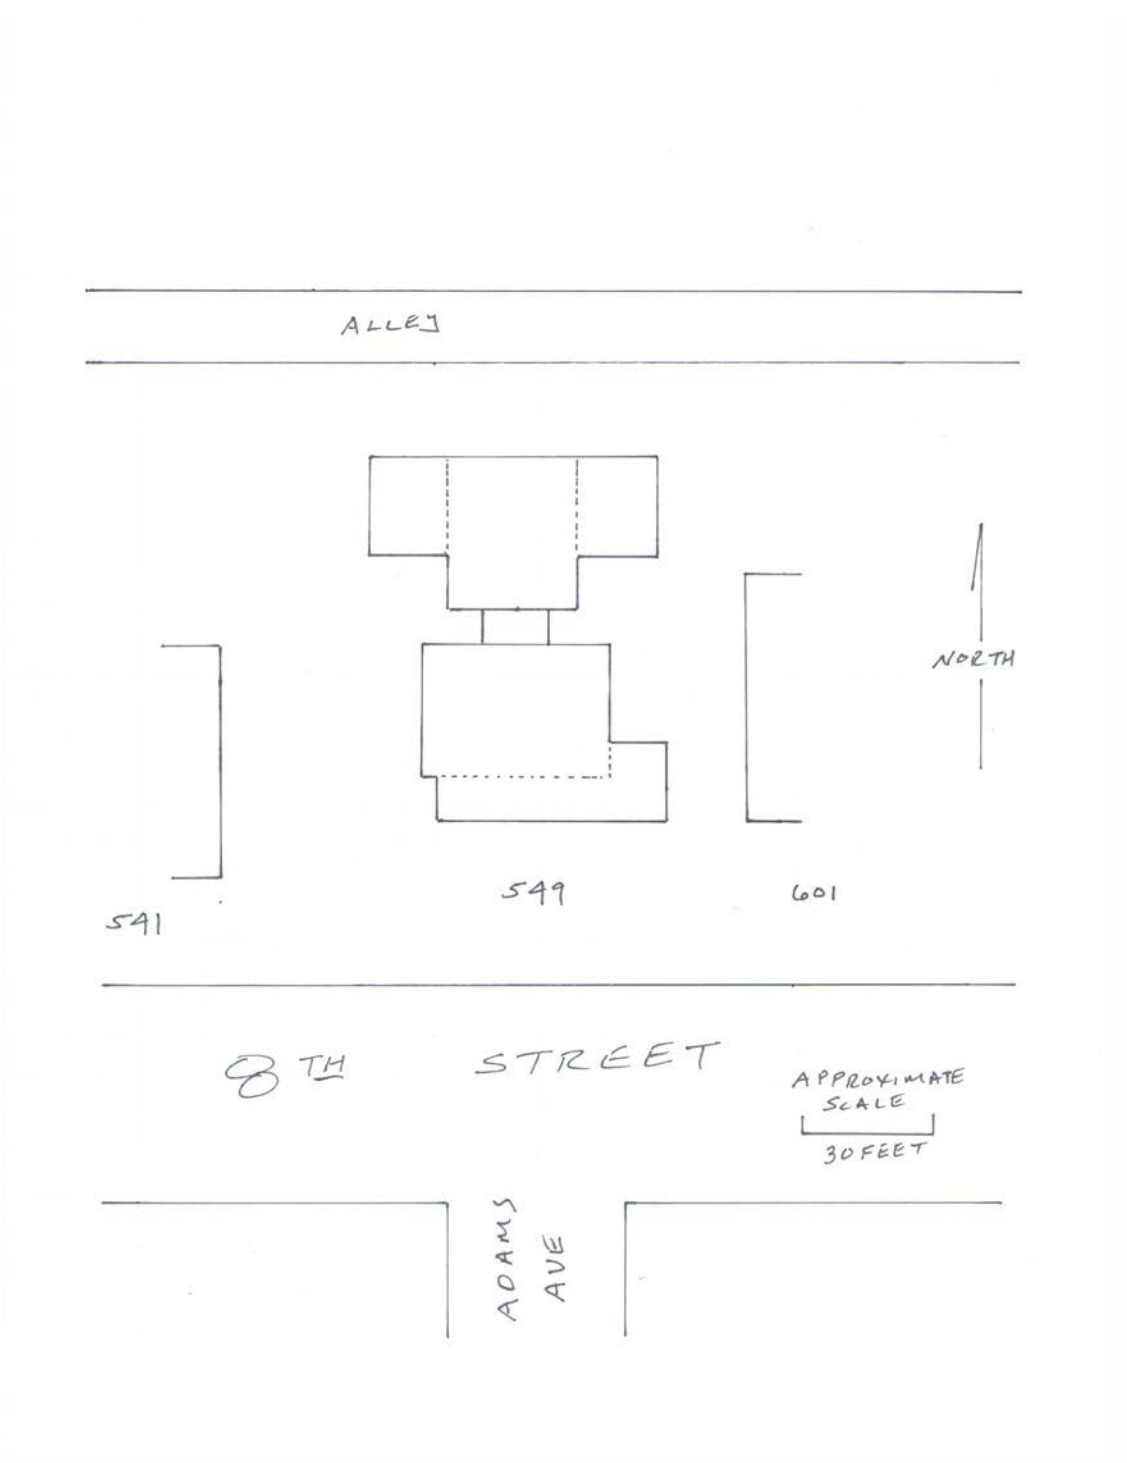 ALLEY
NORTH
549
601
541
8TH STREET
APPROXIMATE
SCALE
30 FEET
ADAMS
AVE